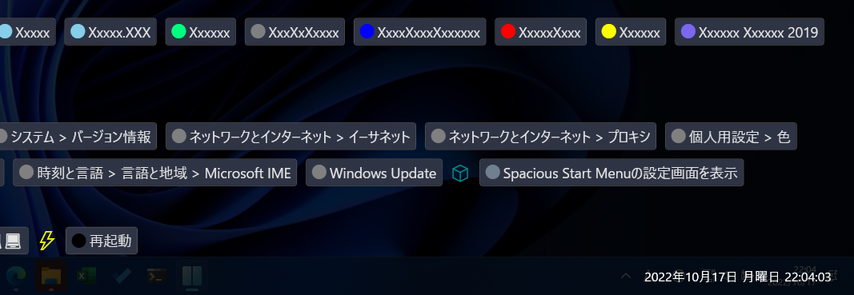 Xxxxx Xxxxx.XXX Xxxxxx XxxXxXxxxx XxxxXxxxXxxxxxx XxxxxXxxx Xxxxxx Xxxxxx Xxxxxx 2019
システム > バージョン情報 ネットワークとインターネット > イーサネット ネットワークとインターネット > プロキシ 個人用設定 > 色
時刻と言語 > 言語と地域 > Microsoft IME Windows Update Spacious Start Menuの設定画面を表示
再起動
2022年10月17日 月曜日 22:04:03